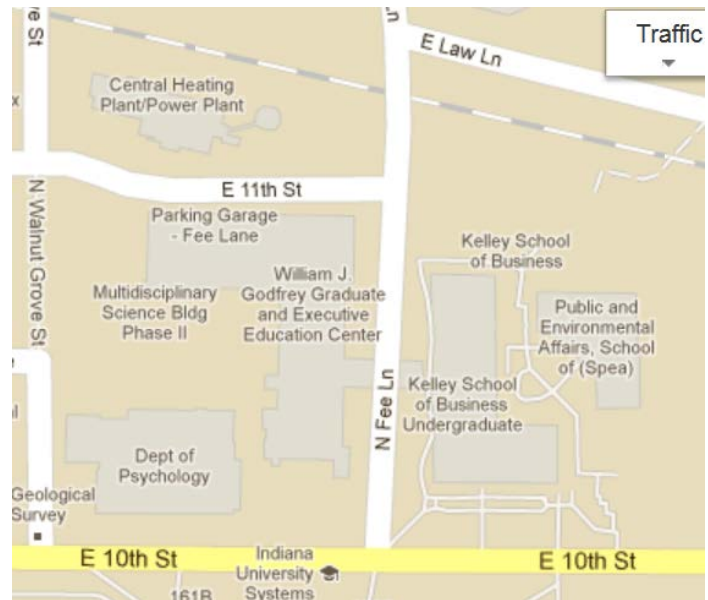 ve St
Ln
E Law Ln
Traffic
Central Heating
Plant/Power Plant
x
E 11th St
N Walnut Grove St
Parking Garage
- Fee Lane
Kelley School
of Business
William J.
Godfrey Graduate
and Executive
Education Center
Multidisciplinary
Science Bldg
Phase II
Public and
Environmental
Affairs, School
of (Spea)
N Fee Ln
Kelley School
of Business
Undergraduate
Dept of
Psychology
Geological
Survey
E 10th St
Indiana
University
Systems
E 10th St
161B